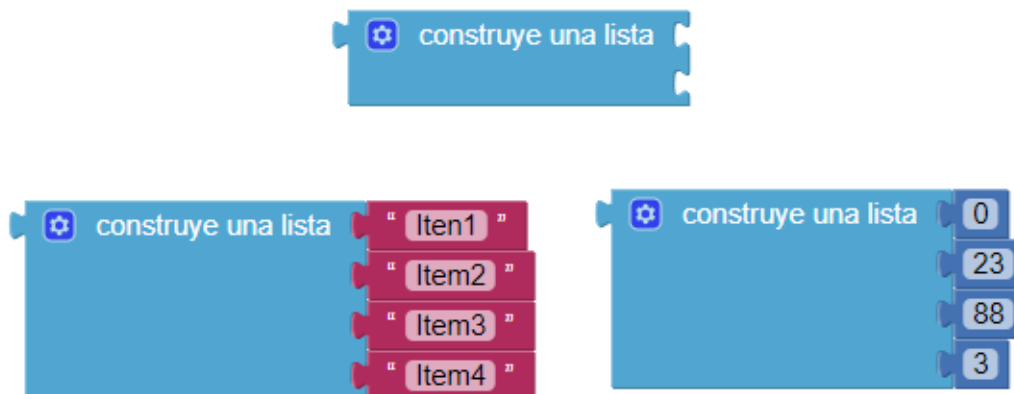 construye una lista
construye una lista
“ Iten1 ”
“ Item2 ”
“ Item3 ”
“ Item4 ”
construye una lista
0
23
88
3